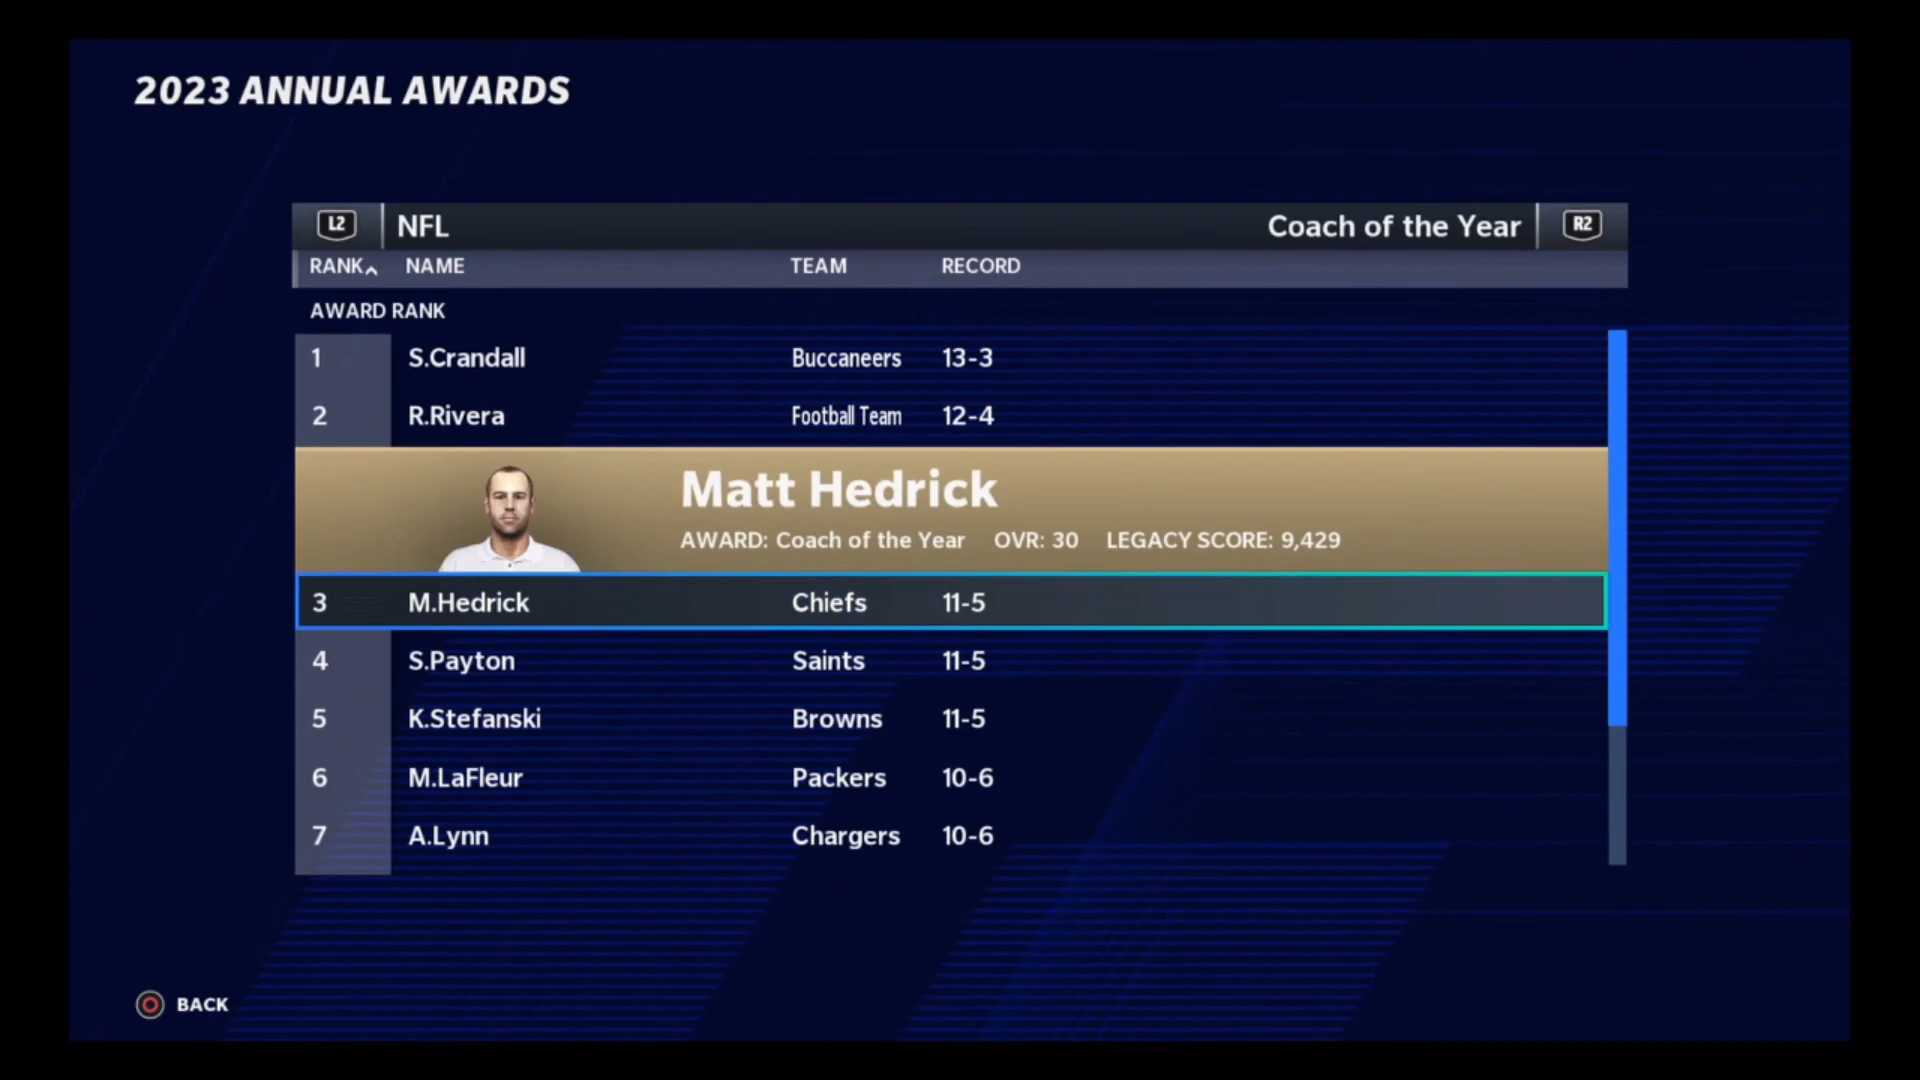 2023 ANNUAL AWARDS
L2 NFL Coach of the Year R2
RANK NAME TEAM RECORD
AWARD RANK
1 S.Crandall Buccaneers 13-3
2 R.Rivera Football Team 12-4
Matt Hedrick
AWARD: Coach of the Year OVR: 30 LEGACY SCORE: 9,429
3 M.Hedrick Chiefs 11-5
4 S.Payton Saints 11-5
5 K.Stefanski Browns 11-5
6 M.LaFleur Packers 10-6
7 A.Lynn Chargers 10-6
BACK